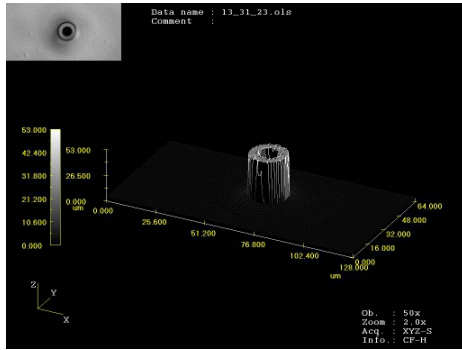 Data name : 13_31_23.ols
Comment :
53.000
42.400
31.800
21.200
10.600
0.000
53.000
26.500
0.000
um
0.000
25.600
51.200
76.800
102.400
128.000
um
0.000
16.000
32.000
48.000
64.000
um
Z
Y
X
Ob. : 50x
Zoom : 2.0x
Acq. : XYZ-S
Info.: CF-H